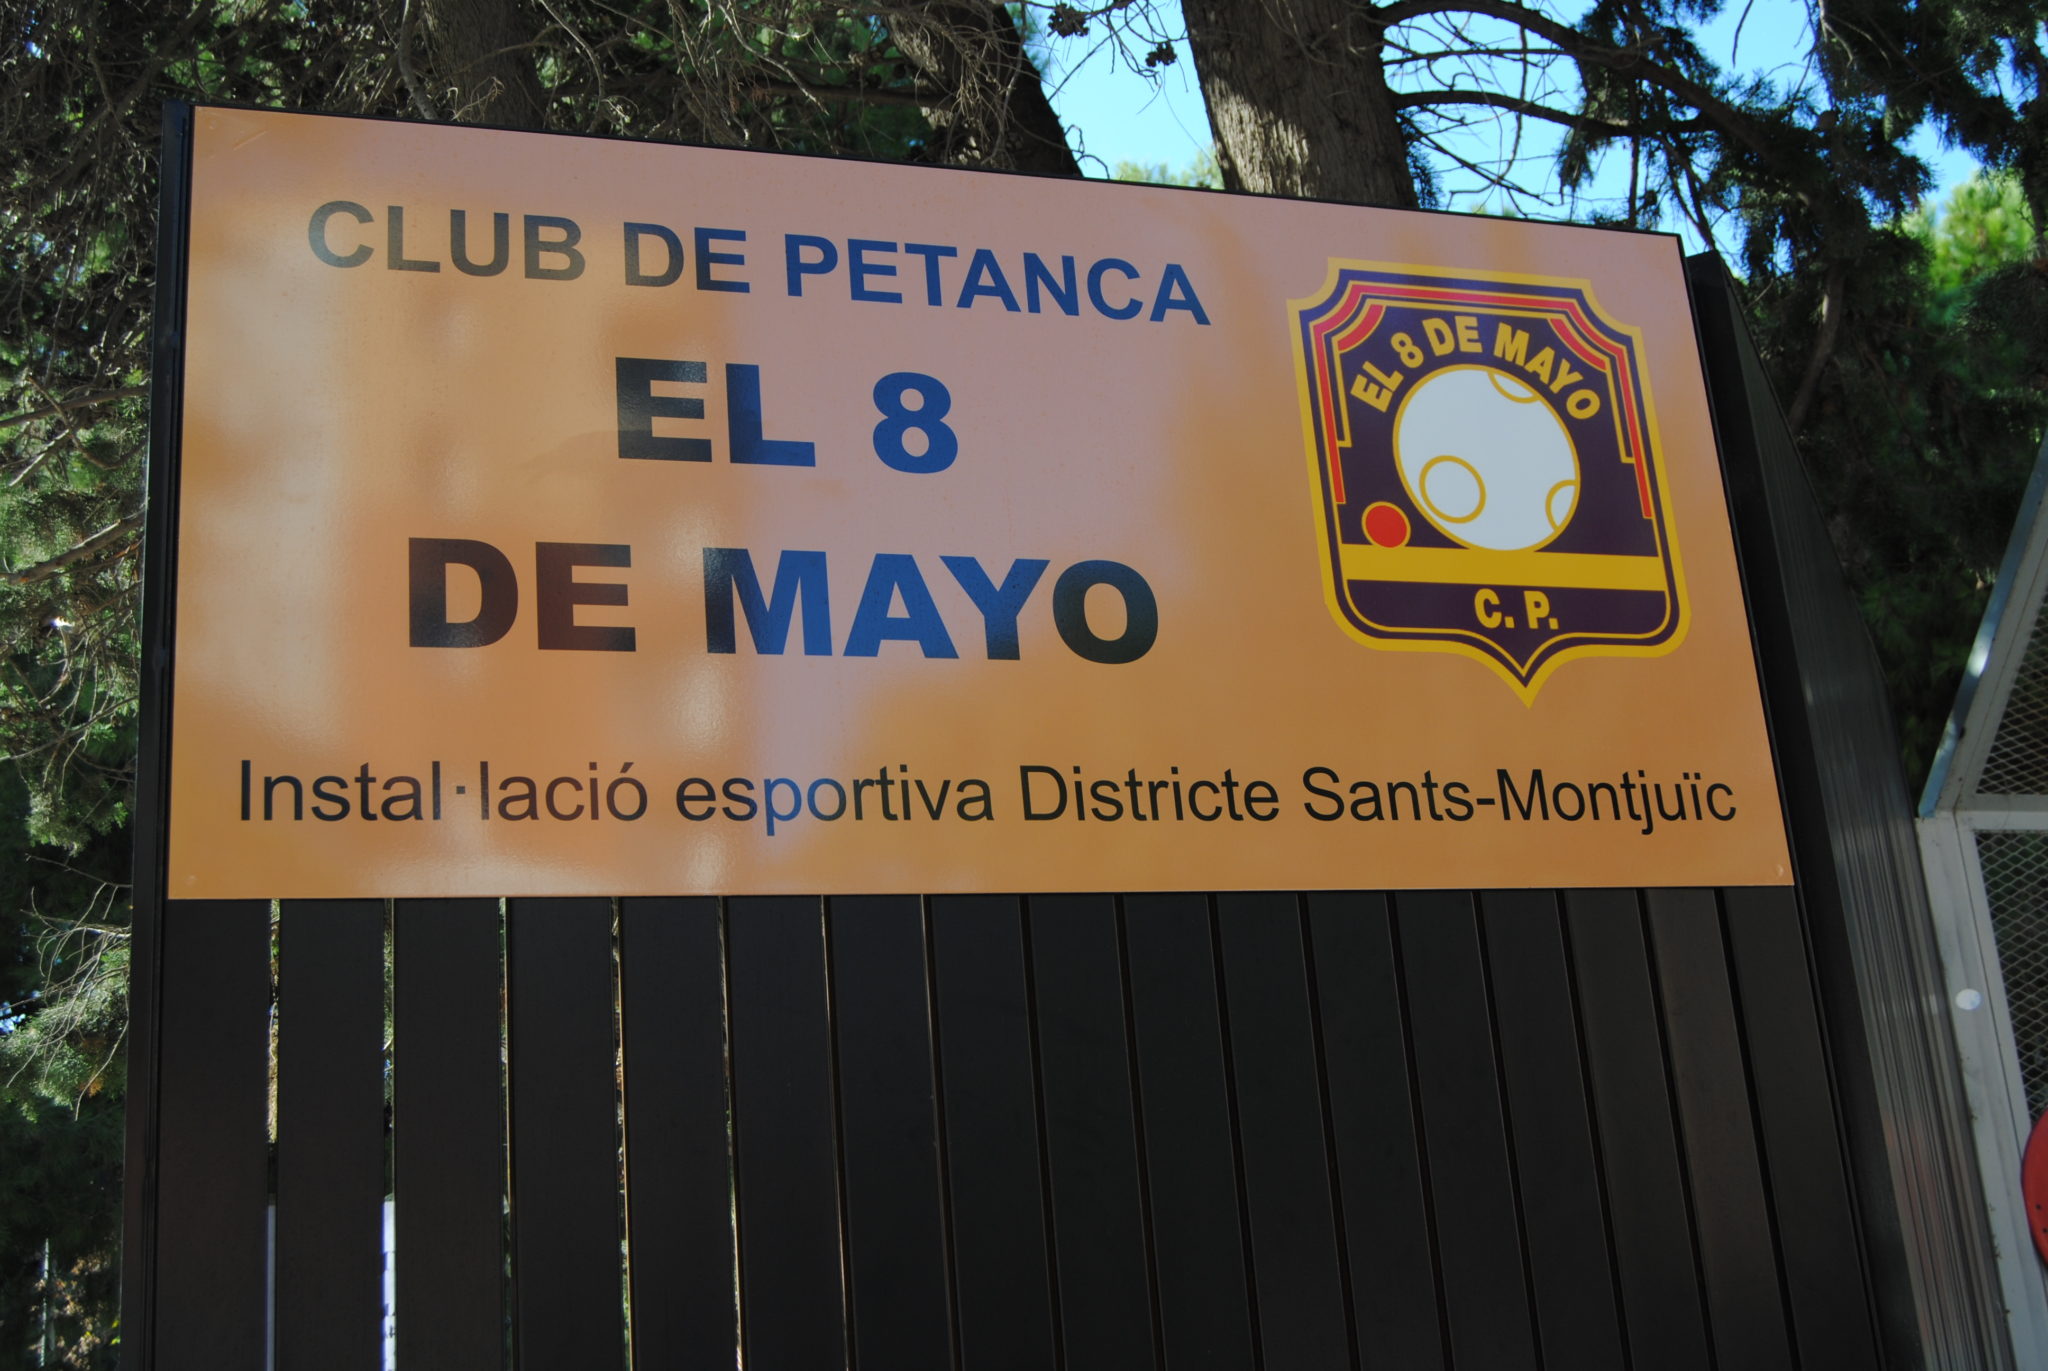 CLUB DE PETANCA
EL 8
DE MAYO
EL 8 DE MAYO
C. P.
Instal·lació esportiva Districte Sants-Montjuïc